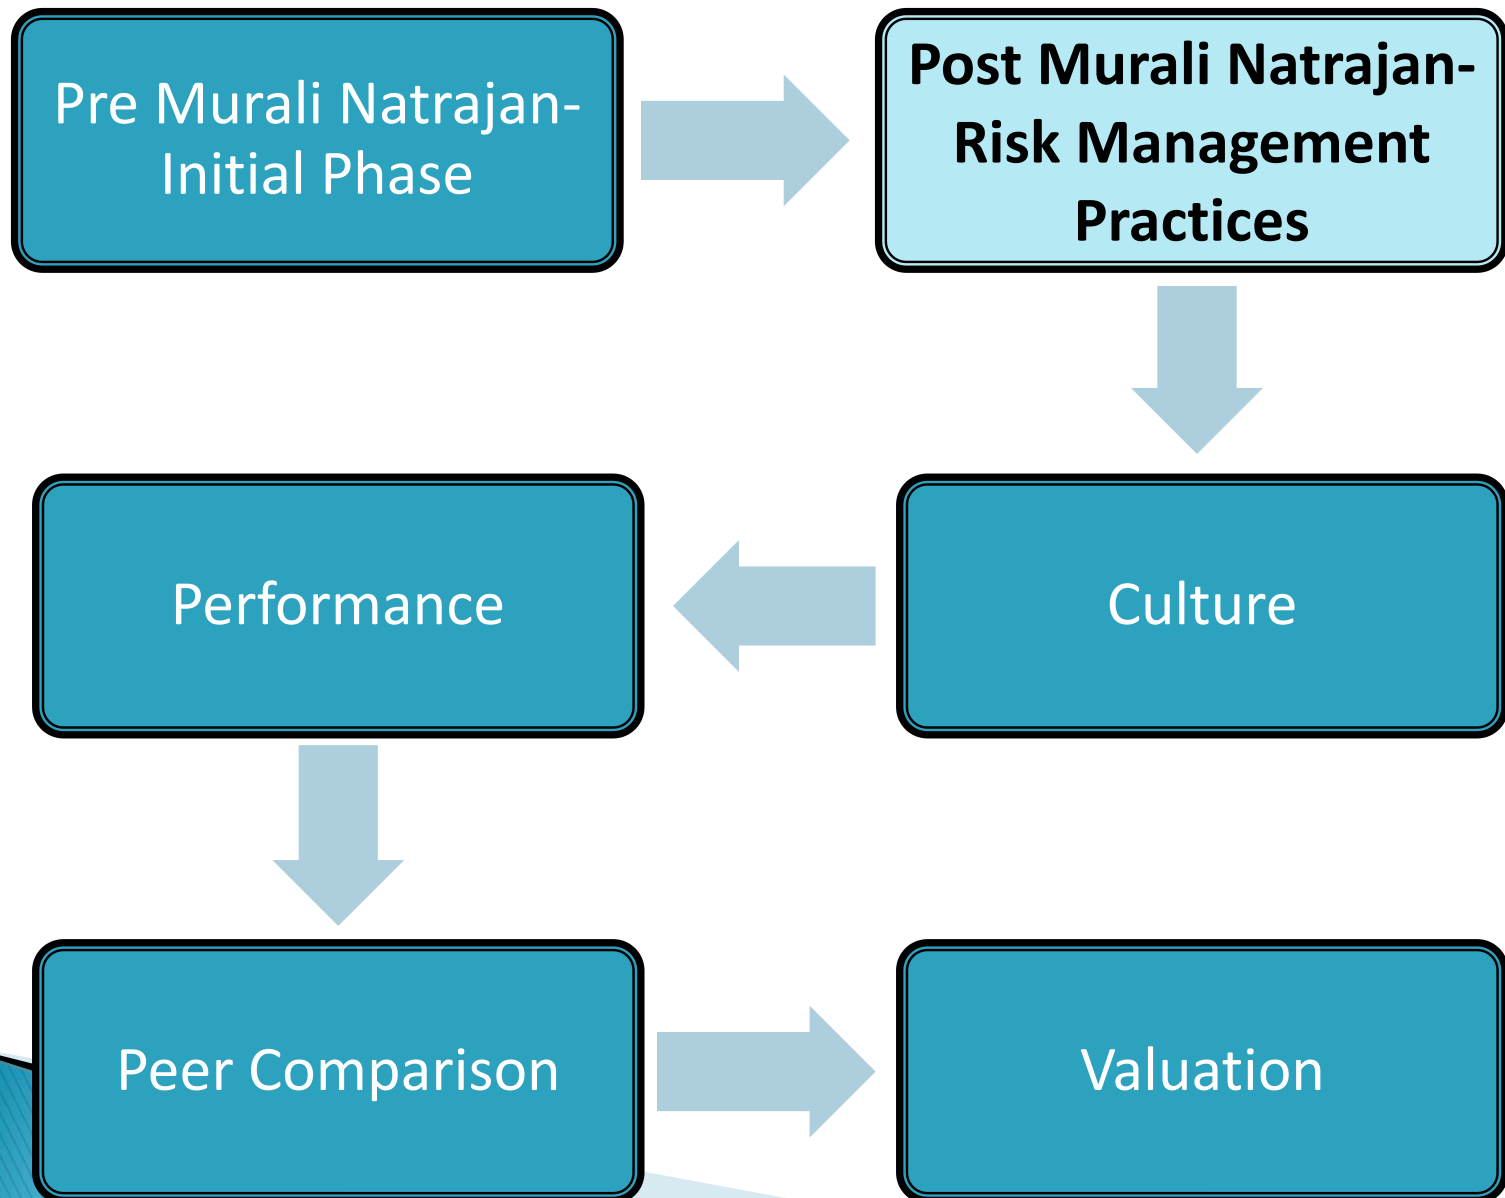 Pre Murali Natrajan-
Initial Phase
Post Murali Natrajan-
Risk Management
Practices
Culture
Performance
Peer Comparison
Valuation